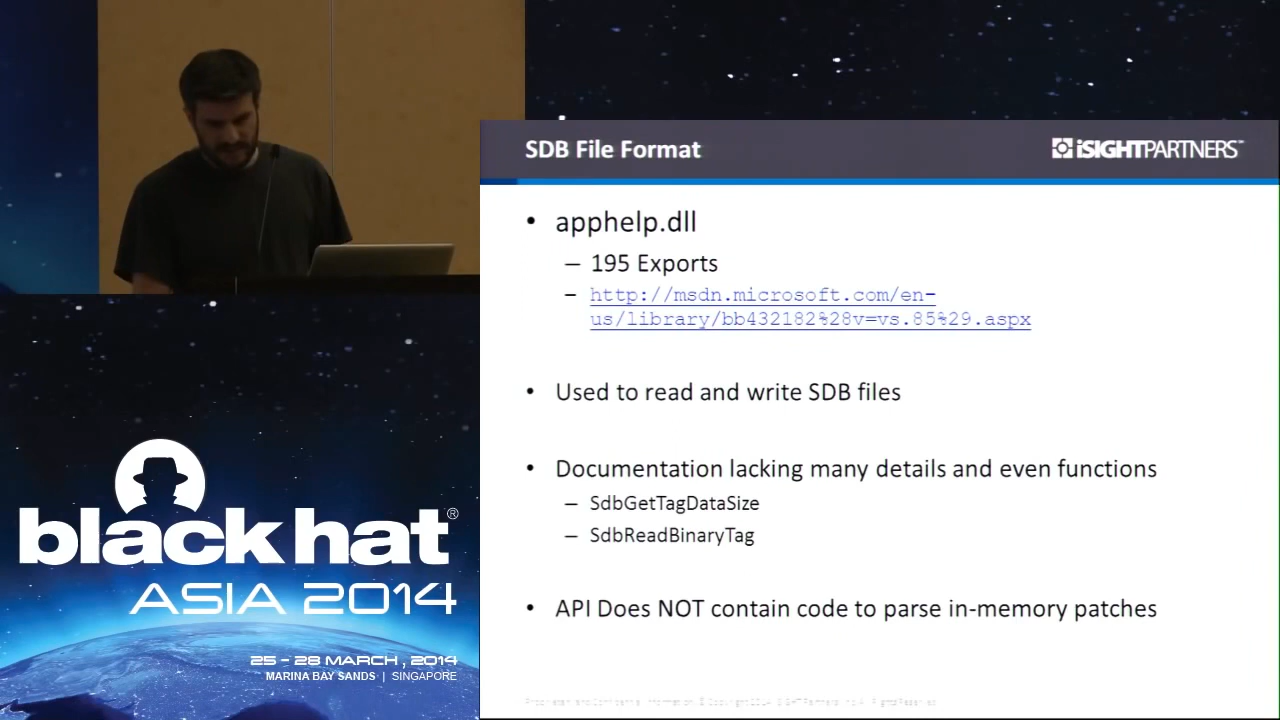 SDB File Format
iSIGHTPARTNERS
• apphelp.dll
– 195 Exports
– http://msdn.microsoft.com/en-
us/library/bb432182%28v=vs.85%29.aspx
• Used to read and write SDB files
• Documentation lacking many details and even functions
– SdbGetTagDataSize
– SdbReadBinaryTag
• API Does NOT contain code to parse in-memory patches
black hat®
ASIA 2014
25 - 28 MARCH, 2014
MARINA BAY SANDS | SINGAPORE